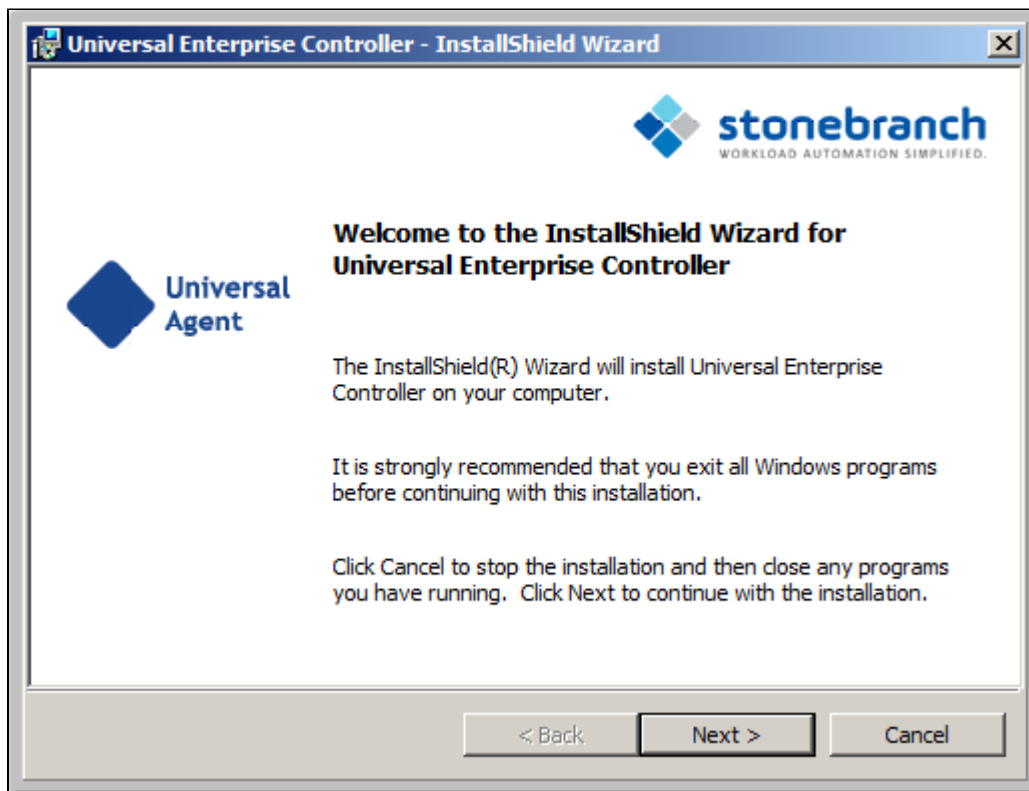 Universal Enterprise Controller - InstallShield Wizard
stonebranch
WORKLOAD AUTOMATION SIMPLIFIED.
Welcome to the InstallShield Wizard for
Universal Enterprise Controller
Universal
Agent
The InstallShield(R) Wizard will install Universal Enterprise
Controller on your computer.
It is strongly recommended that you exit all Windows programs
before continuing with this installation.
Click Cancel to stop the installation and then close any programs
you have running.  Click Next to continue with the installation.
< Back
Next >
Cancel